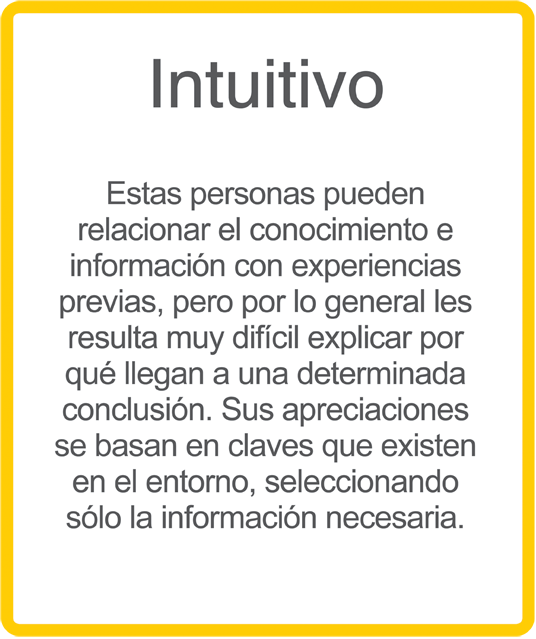 Intuitivo
Estas personas pueden
relacionar el conocimiento e
información con experiencias
previas, pero por lo general les
resulta muy difícil explicar por
qué llegan a una determinada
conclusión. Sus apreciaciones
se basan en claves que existen
en el entorno, seleccionando
sólo la información necesaria.